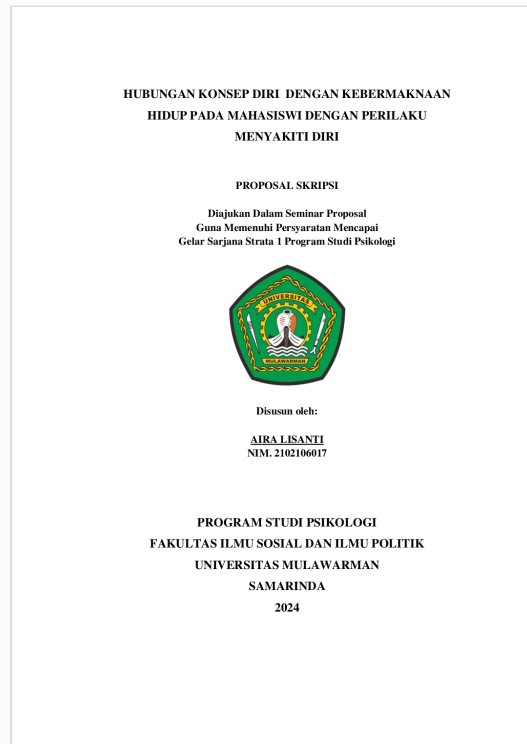 HUBUNGAN KONSEP DIRI DENGAN KEBERMAKNAAN
HIDUP PADA MAHASISWI DENGAN PERILAKU
MENYAKITI DIRI
PROPOSAL SKRIPSI
Diajukan Dalam Seminar Proposal
Guna Memenuhi Persyaratan Mencapai
Gelar Sarjana Strata 1 Program Studi Psikologi
UNIVERSITAS
MULAWARMAN
Disusun oleh:
AIRA LISANTI
NIM. 2102106017
PROGRAM STUDI PSIKOLOGI
FAKULTAS ILMU SOSIAL DAN ILMU POLITIK
UNIVERSITAS MULAWARMAN
SAMARINDA
2024